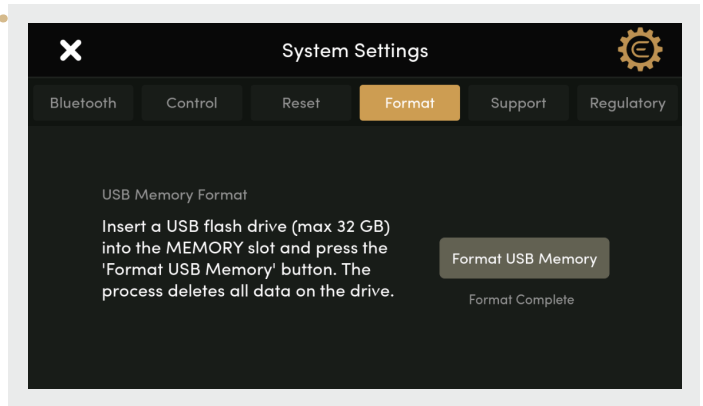 System Settings
Bluetooth Control Reset Format Support Regulatory
USB Memory Format
Insert a USB flash drive (max 32 GB)
into the MEMORY slot and press the
'Format USB Memory' button. The
process deletes all data on the drive.
Format USB Memory
Format Complete